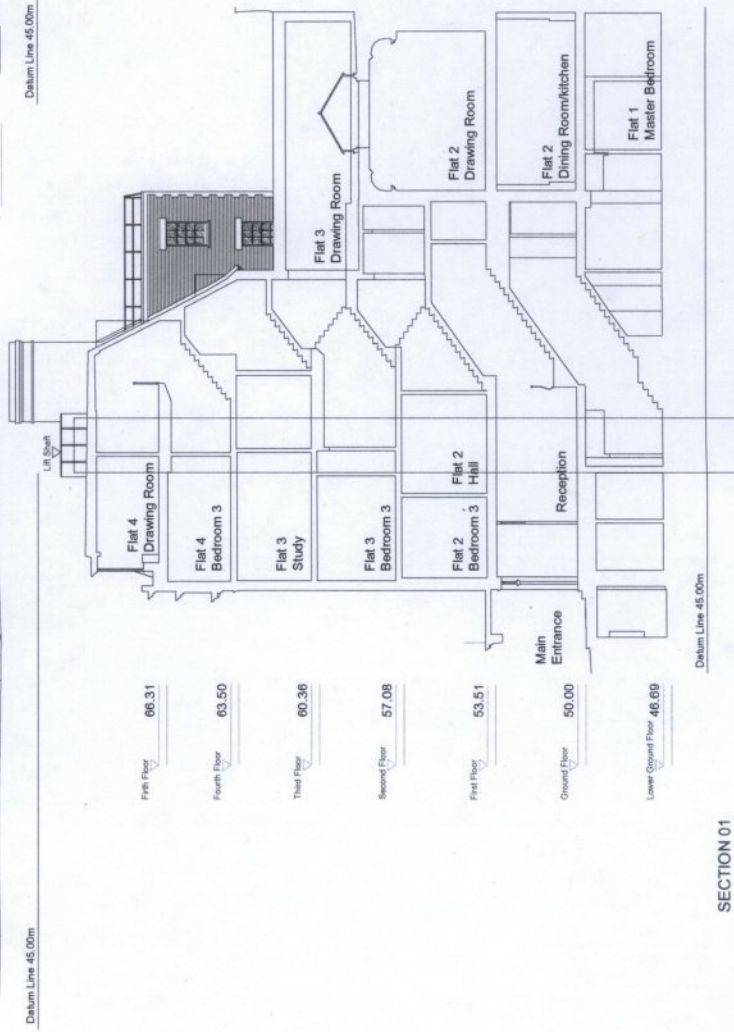 Datum Line 45.00m
Datum Line 45.00m
Lift Shaft
Firth Floor 66.31
Fourth Floor 63.50
Third Floor 60.36
Second Floor 57.08
First Floor 53.51
Ground Floor 50.00
Lower Ground Floor 46.69
Flat 4
Drawing Room
Flat 4
Bedroom 3
Flat 3
Study
Flat 3
Drawing Room
Flat 3
Bedroom 3
Flat 2
Bedroom 3
Flat 2
Hall
Flat 2
Drawing Room
Main
Entrance
Reception
Flat 2
Dining Room/kitchen
Flat 1
Master Bedroom
Datum Line 45.00m
SECTION 01